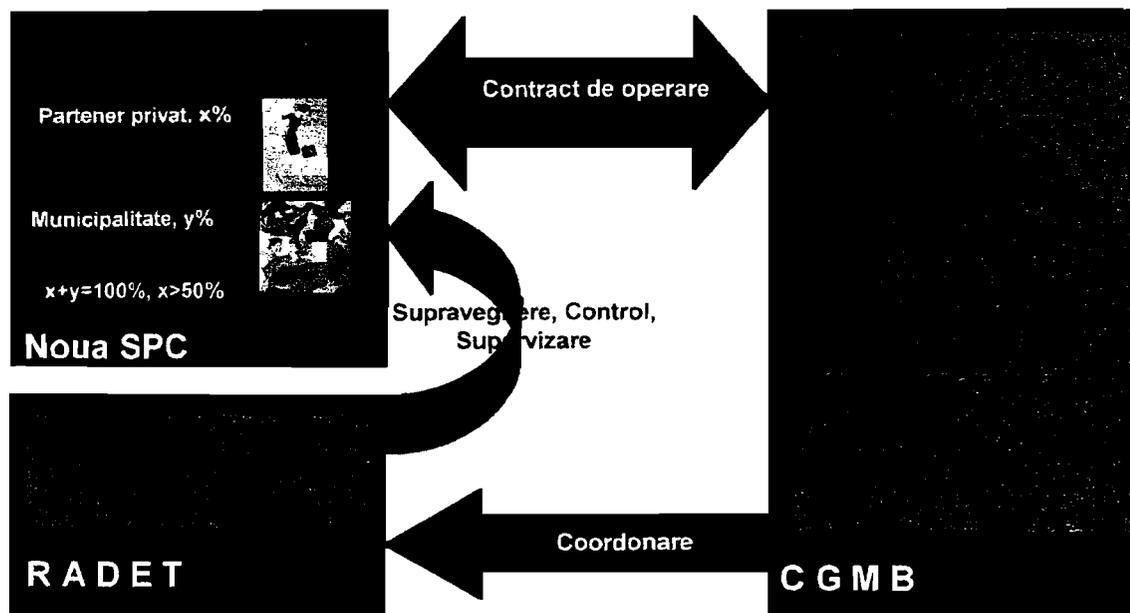 Partener privat, x%
Municipalitate, y%
x+y=100%, x>50%
Noua SPC
Contract de operare
Supraveghere, Control,
Supervizare
RADET
Coordonare
CGMB